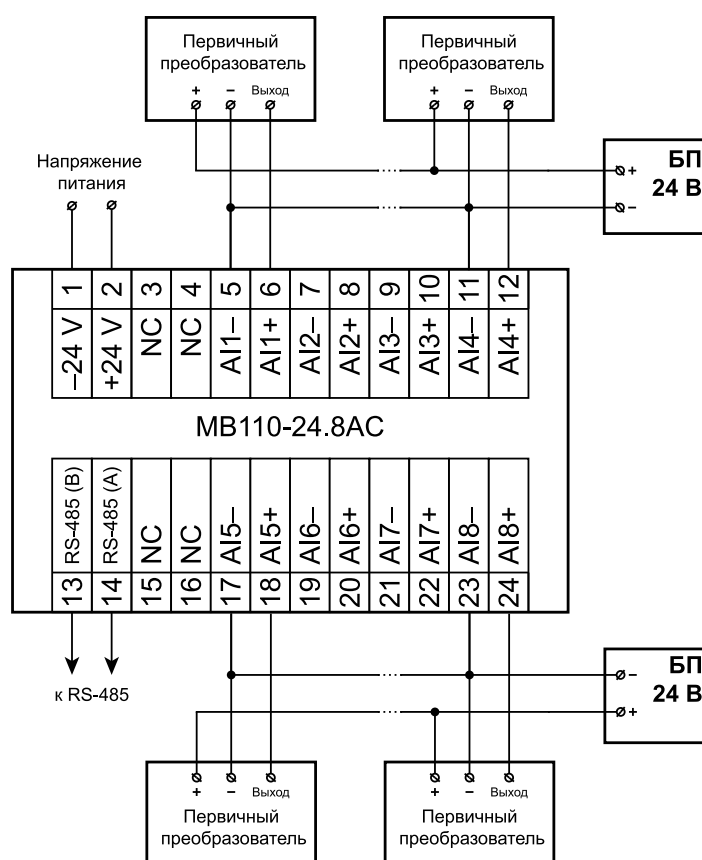 Первичный
преобразователь
+ − Выход
Первичный
преобразователь
+ − Выход
Напряжение
питания
БП
24 В
+
−
1 2 3 4 5 6 7 8 9 10 11 12
−24 V +24 V NC NC AI1− AI1+ AI2− AI2+ AI3− AI3+ AI4− AI4+
МВ110-24.8АС
RS-485 (B) RS-485 (A) NC NC AI5− AI5+ AI6− AI6+ AI7− AI7+ AI8− AI8+
13 14 15 16 17 18 19 20 21 22 23 24
к RS-485
БП
24 В
−
+
+ − Выход
Первичный
преобразователь
+ − Выход
Первичный
преобразователь